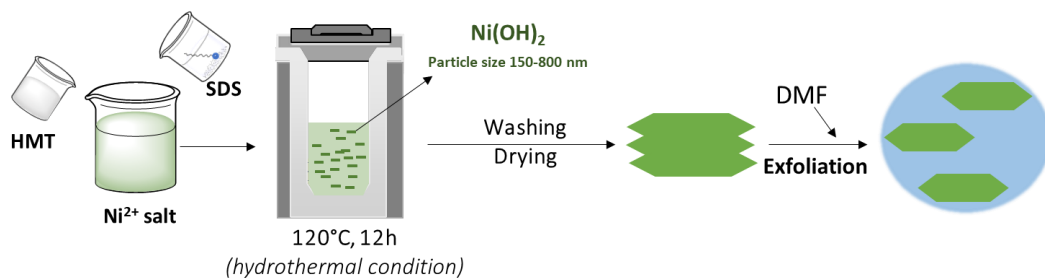 HMT
SDS
Ni²⁺ salt
Ni(OH)₂
Particle size 150-800 nm
120°C, 12h
(hydrothermal condition)
Washing
Drying
DMF
Exfoliation